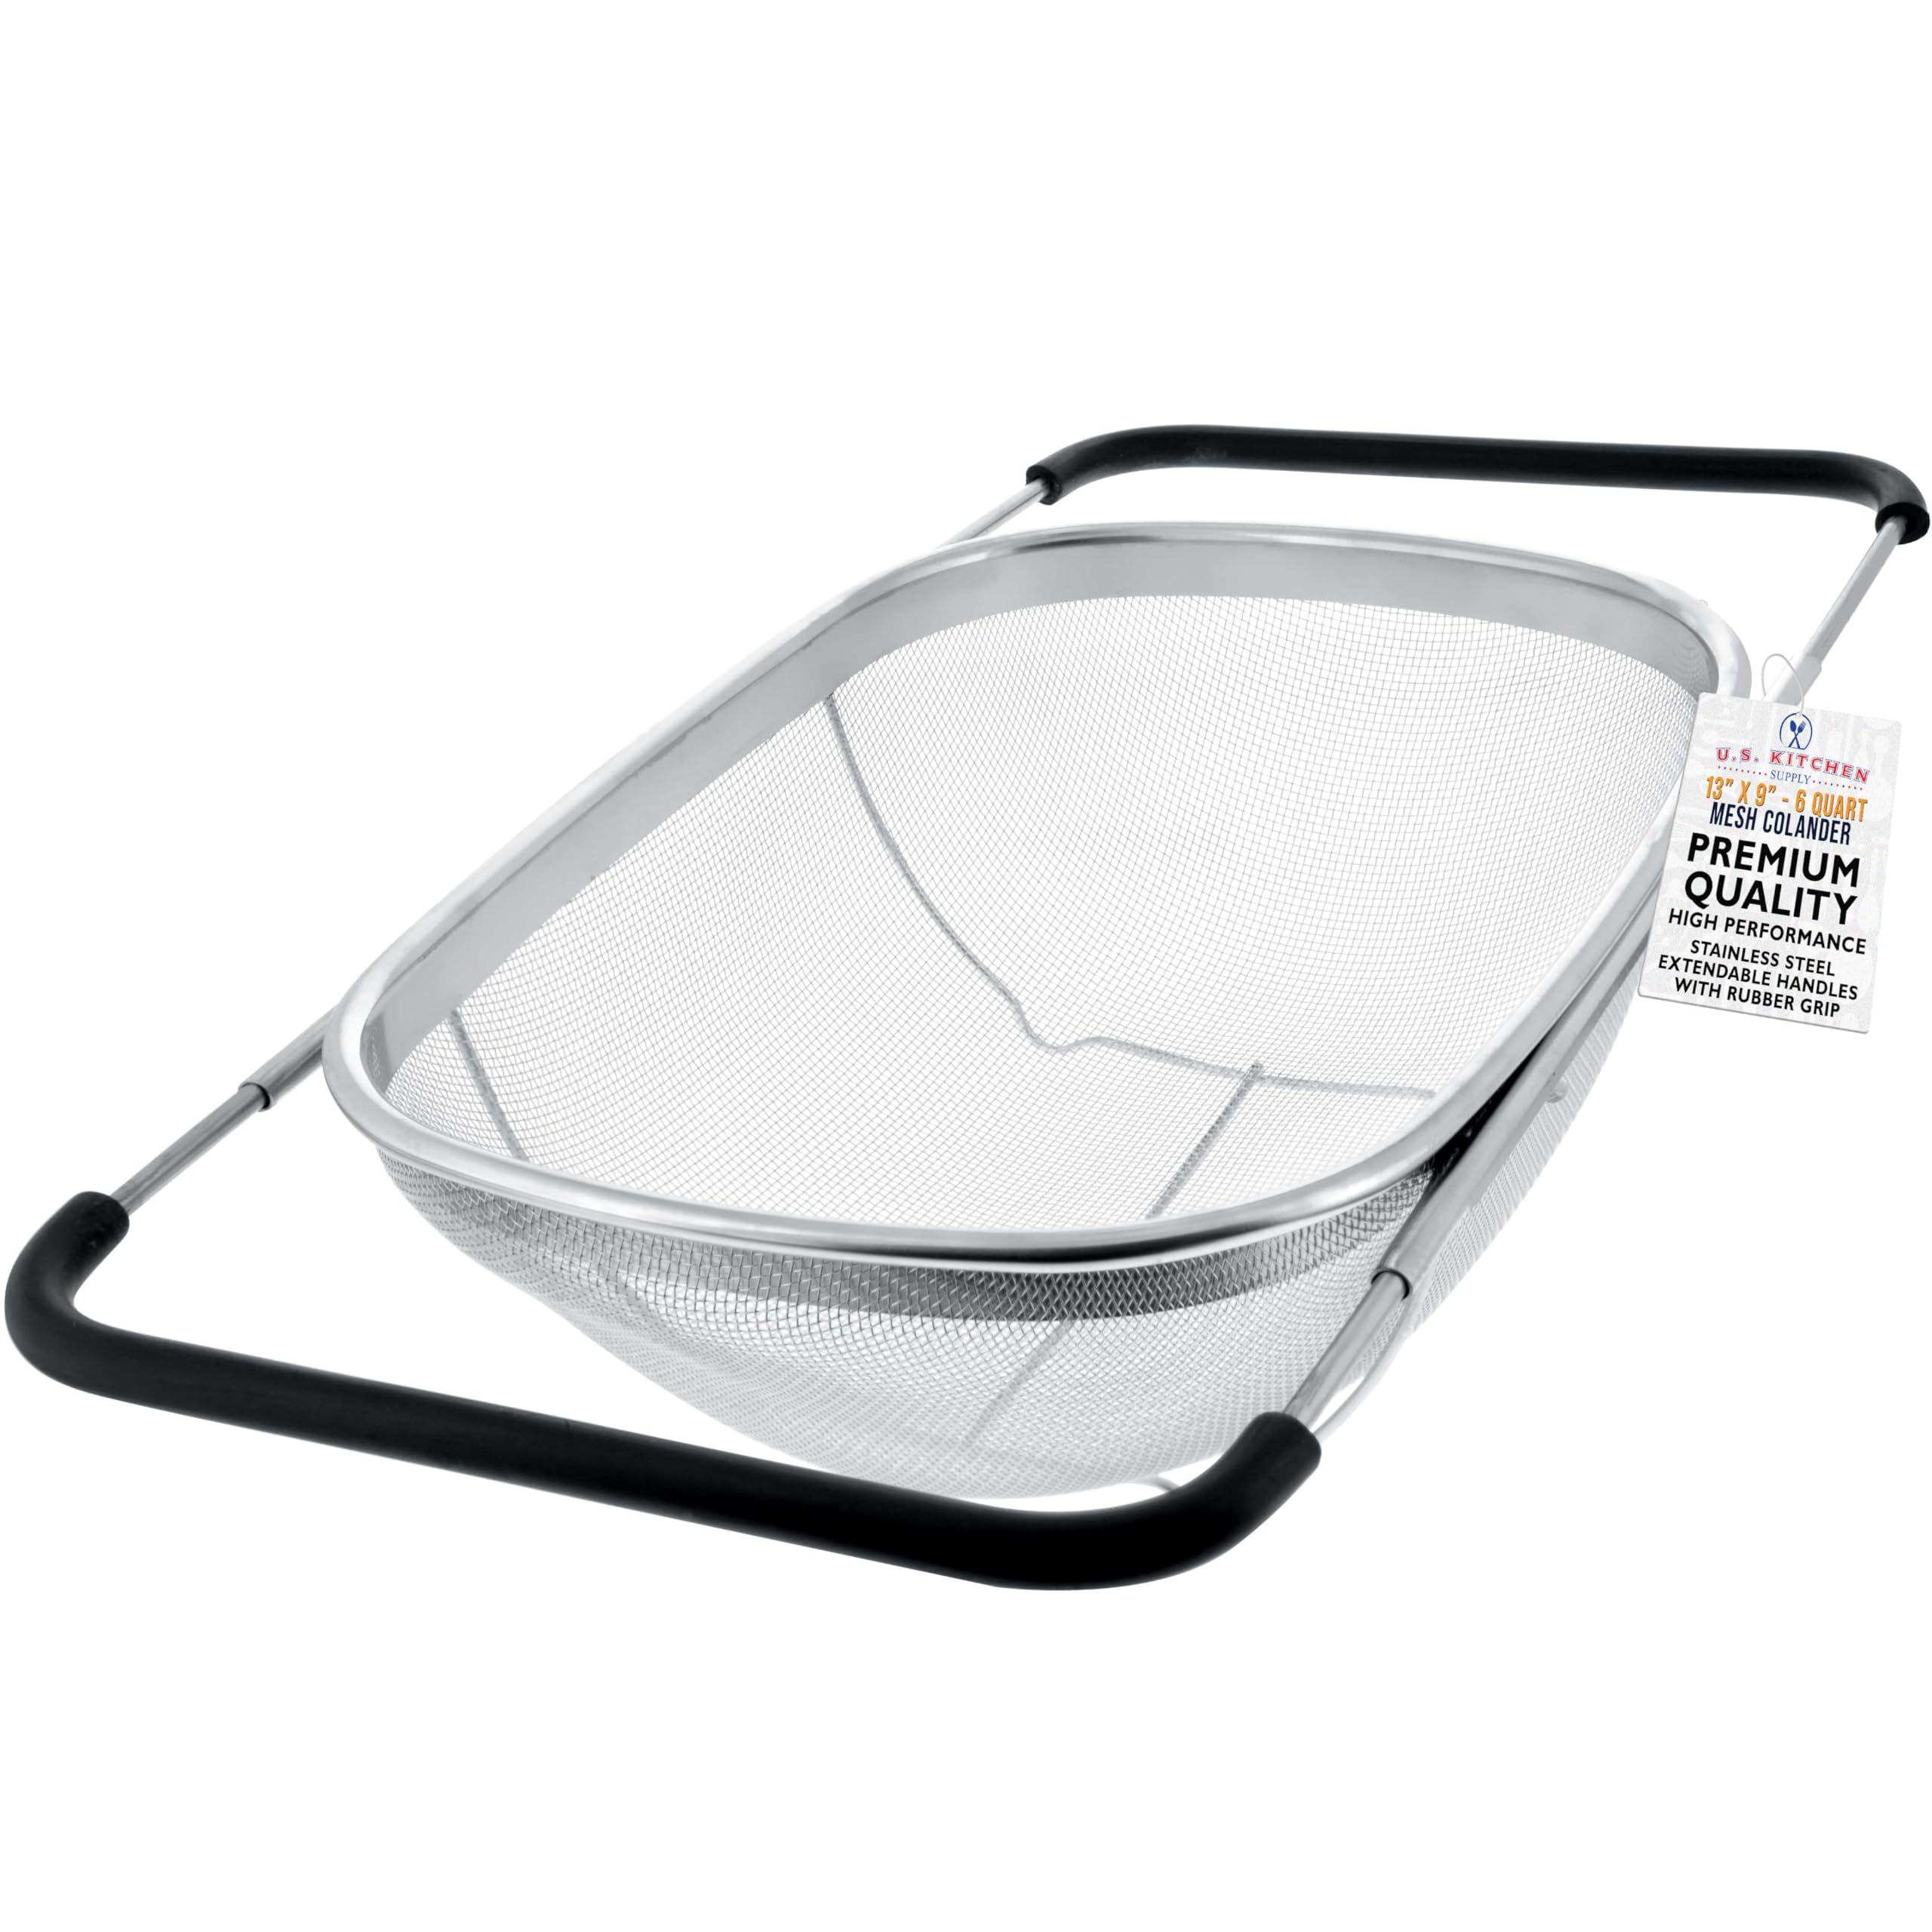 U.S. KITCHEN
SUPPLY
13" X 9" - 6 QUART
MESH COLANDER
PREMIUM
QUALITY
HIGH PERFORMANCE
STAINLESS STEEL
EXTENDABLE HANDLES
WITH RUBBER GRIP